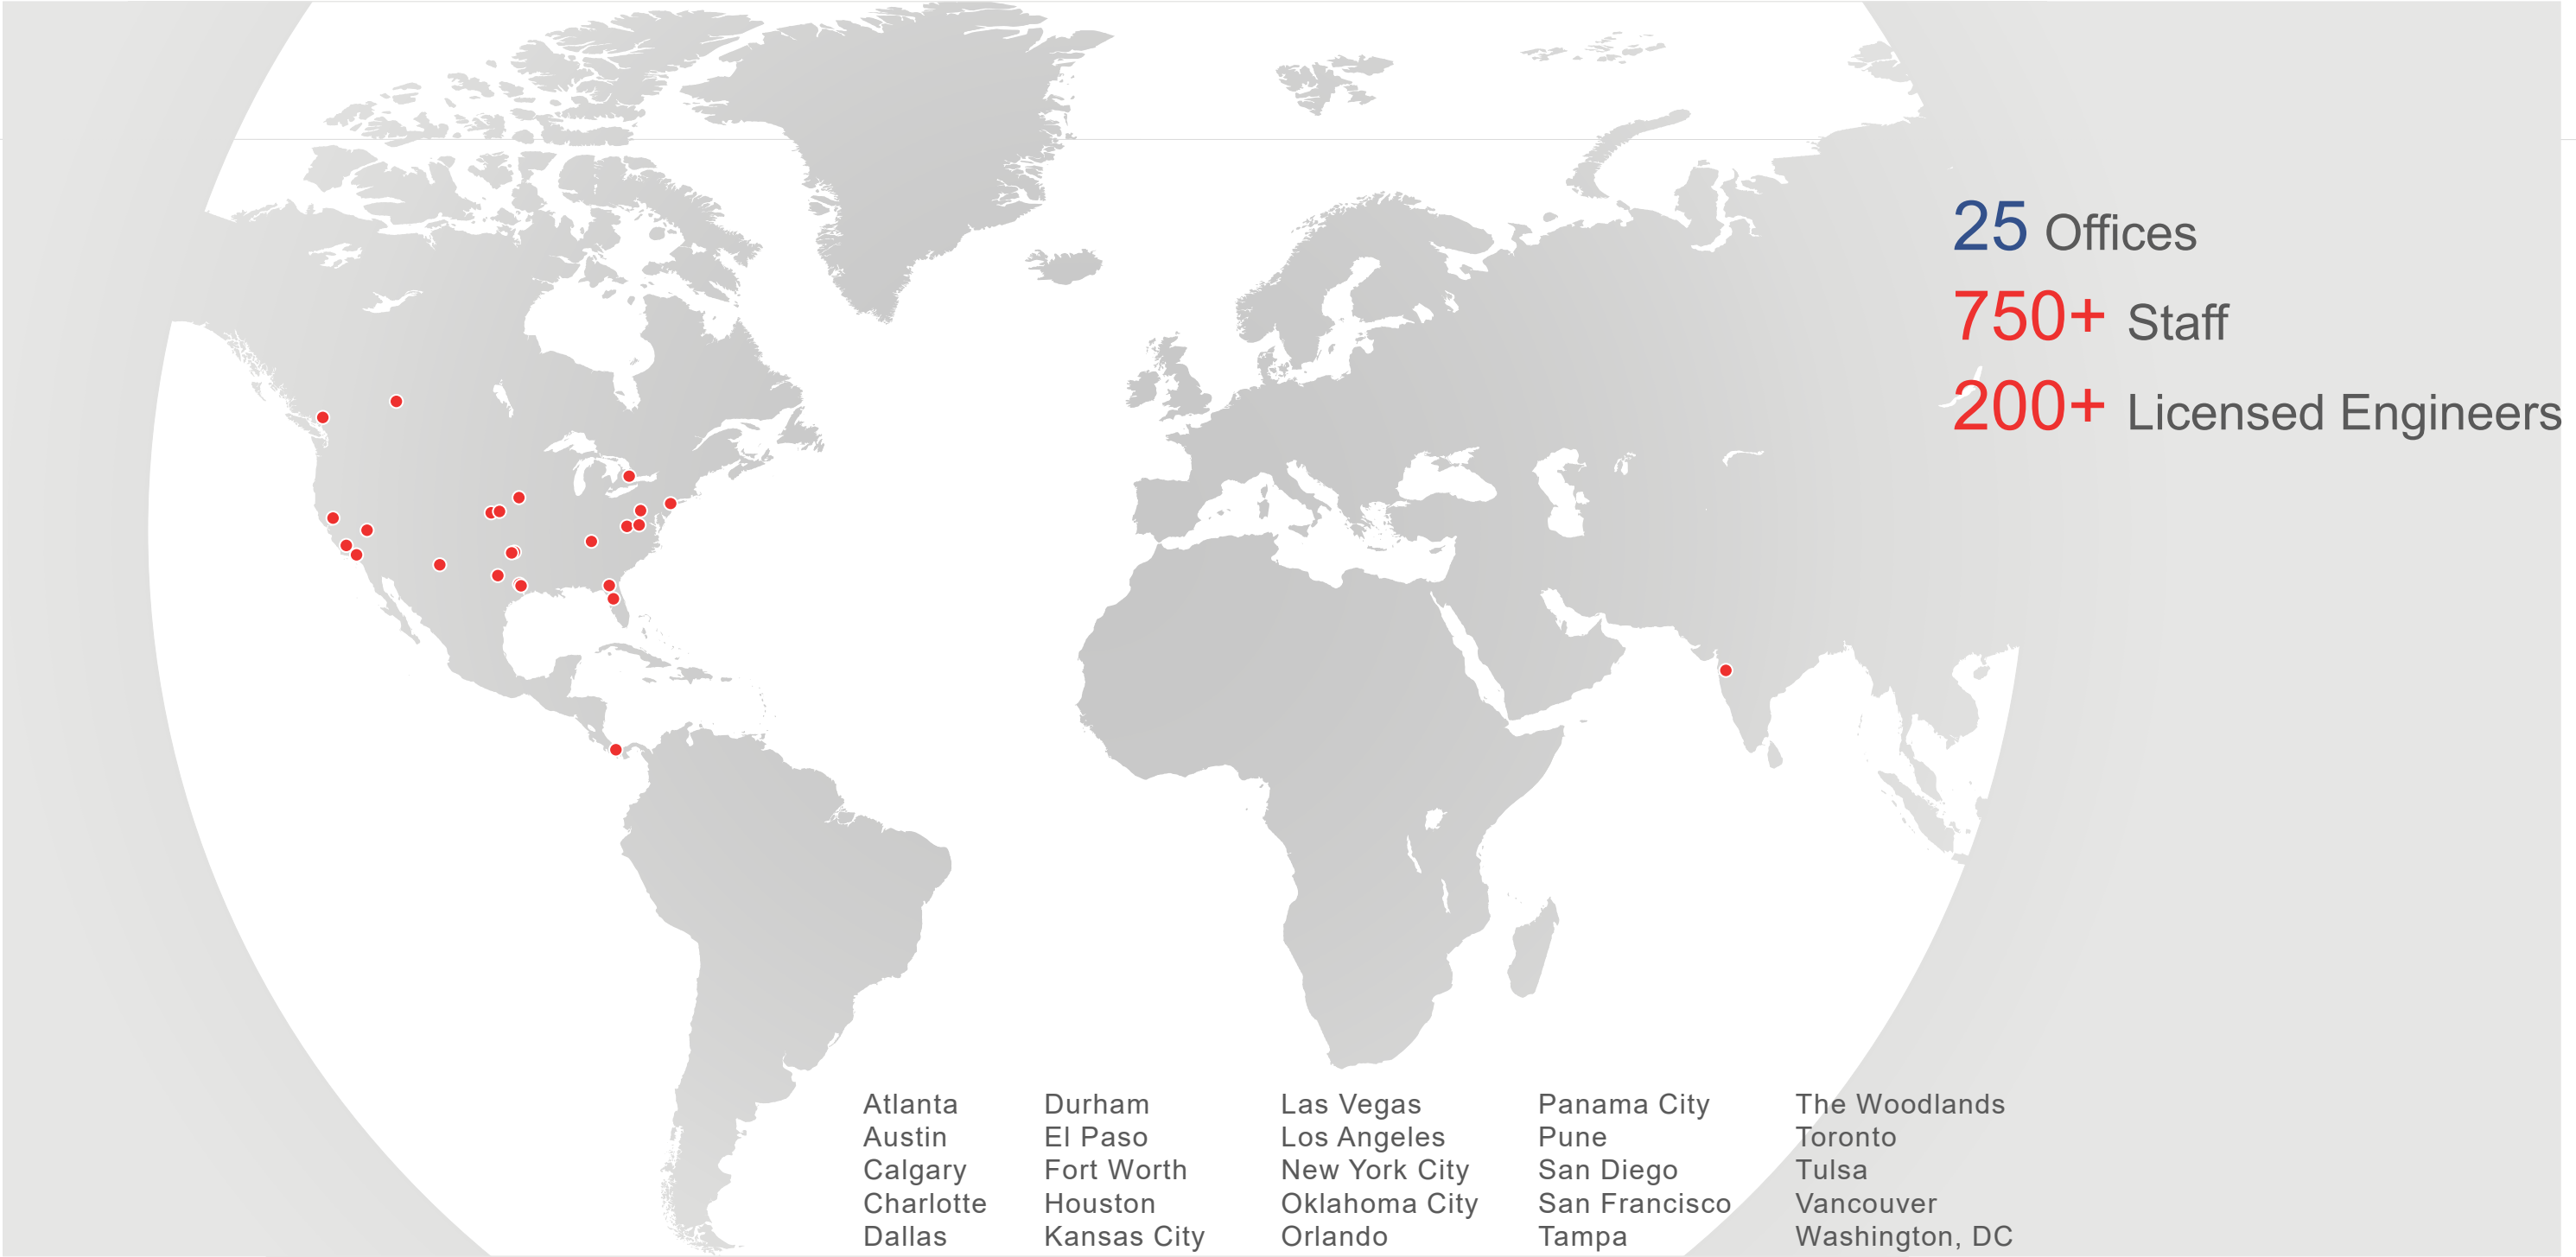 25 Offices
750+ Staff
200+ Licensed Engineers
Atlanta
Austin
Calgary
Charlotte
Dallas
Durham
El Paso
Fort Worth
Houston
Kansas City
Las Vegas
Los Angeles
New York City
Oklahoma City
Orlando
Panama City
Pune
San Diego
San Francisco
Tampa
The Woodlands
Toronto
Tulsa
Vancouver
Washington, DC